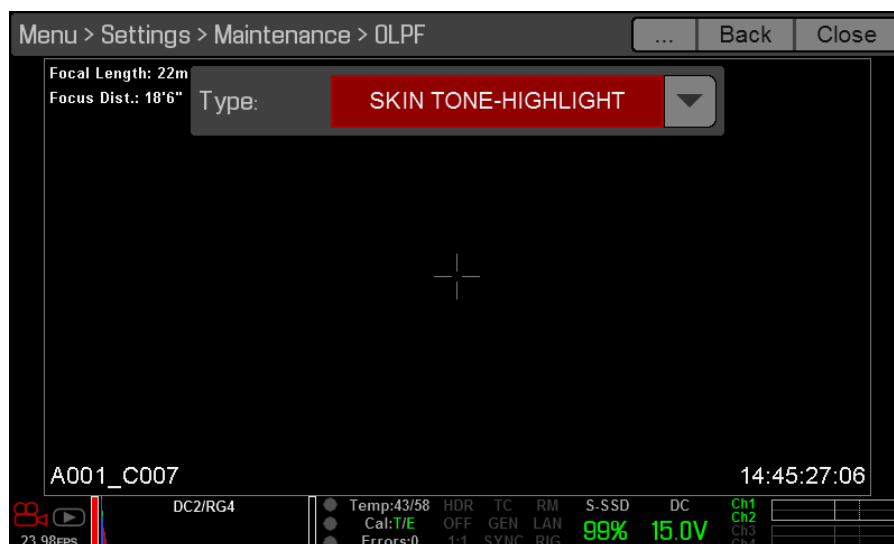 Menu > Settings > Maintenance > OLPF ... Back Close
Focal Length: 22m
Focus Dist.: 18'6"
Type: SKIN TONE-HIGHLIGHT
A001_C007 14:45:27:06
DC2/RG4 Temp:43/58 HDR TC RM S-SSD DC Ch1
Cal:T/E OFF GEN LAN 99% 15.0V Ch2
23.98FPS Errors:0 1:1 SYNC RIG Ch3
Ch4